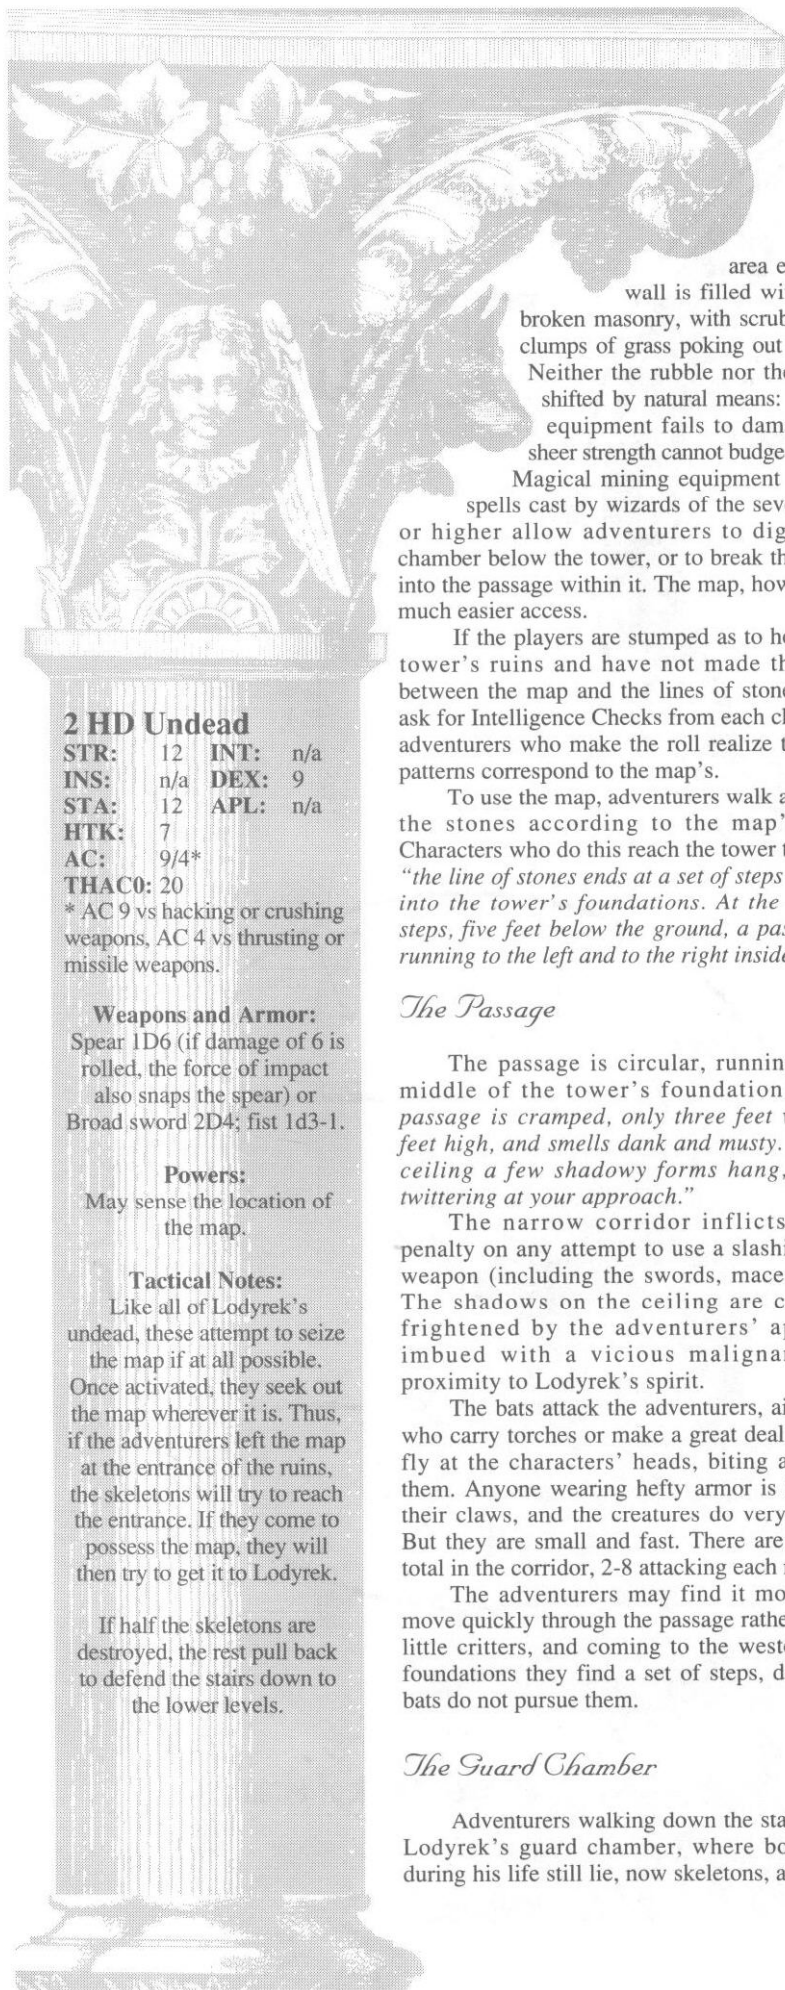 2 HD Undead
STR: 12 INT: n/a
INS: n/a DEX: 9
STA: 12 APL: n/a
HTK: 7
AC: 9/4*
THAC0: 20
* AC 9 vs hacking or crushing
weapons, AC 4 vs thrusting or
missile weapons.
Weapons and Armor:
Spear 1D6 (if damage of 6 is
rolled, the force of impact
also snaps the spear) or
Broad sword 2D4; fist 1d3-1.
Powers:
May sense the location of
the map.
Tactical Notes:
Like all of Lodyrek's
undead, these attempt to seize
the map if at all possible.
Once activated, they seek out
the map wherever it is. Thus,
if the adventurers left the map
at the entrance of the ruins,
the skeletons will try to reach
the entrance. If they come to
possess the map, they will
then try to get it to Lodyrek.
If half the skeletons are
destroyed, the rest pull back
to defend the stairs down to
the lower levels.
area e
wall is filled wi
broken masonry, with scrub
clumps of grass poking out
Neither the rubble nor the
shifted by natural means:
equipment fails to dam
sheer strength cannot budge
Magical mining equipment
spells cast by wizards of the sev
or higher allow adventurers to dig
chamber below the tower, or to break th
into the passage within it. The map, how
much easier access.
If the players are stumped as to ho
tower's ruins and have not made th
between the map and the lines of stone
ask for Intelligence Checks from each cl
adventurers who make the roll realize t
patterns correspond to the map's.
To use the map, adventurers walk a
the stones according to the map'
Characters who do this reach the tower t
"the line of stones ends at a set of steps
into the tower's foundations. At the
steps, five feet below the ground, a pas
running to the left and to the right inside
The Passage
The passage is circular, runnin
middle of the tower's foundation
passage is cramped, only three feet v
feet high, and smells dank and musty.
ceiling a few shadowy forms hang,
twittering at your approach."
The narrow corridor inflicts
penalty on any attempt to use a slashi
weapon (including the swords, mace
The shadows on the ceiling are c
frightened by the adventurers' ap
imbued with a vicious malignar
proximity to Lodyrek's spirit.
The bats attack the adventurers, ai
who carry torches or make a great deal
fly at the characters' heads, biting a
them. Anyone wearing hefty armor is
their claws, and the creatures do very
But they are small and fast. There are
total in the corridor, 2-8 attacking each
The adventurers may find it mo
move quickly through the passage rathe
little critters, and coming to the weste
foundations they find a set of steps, d
bats do not pursue them.
The Guard Chamber
Adventurers walking down the sta
Lodyrek's guard chamber, where bo
during his life still lie, now skeletons, a